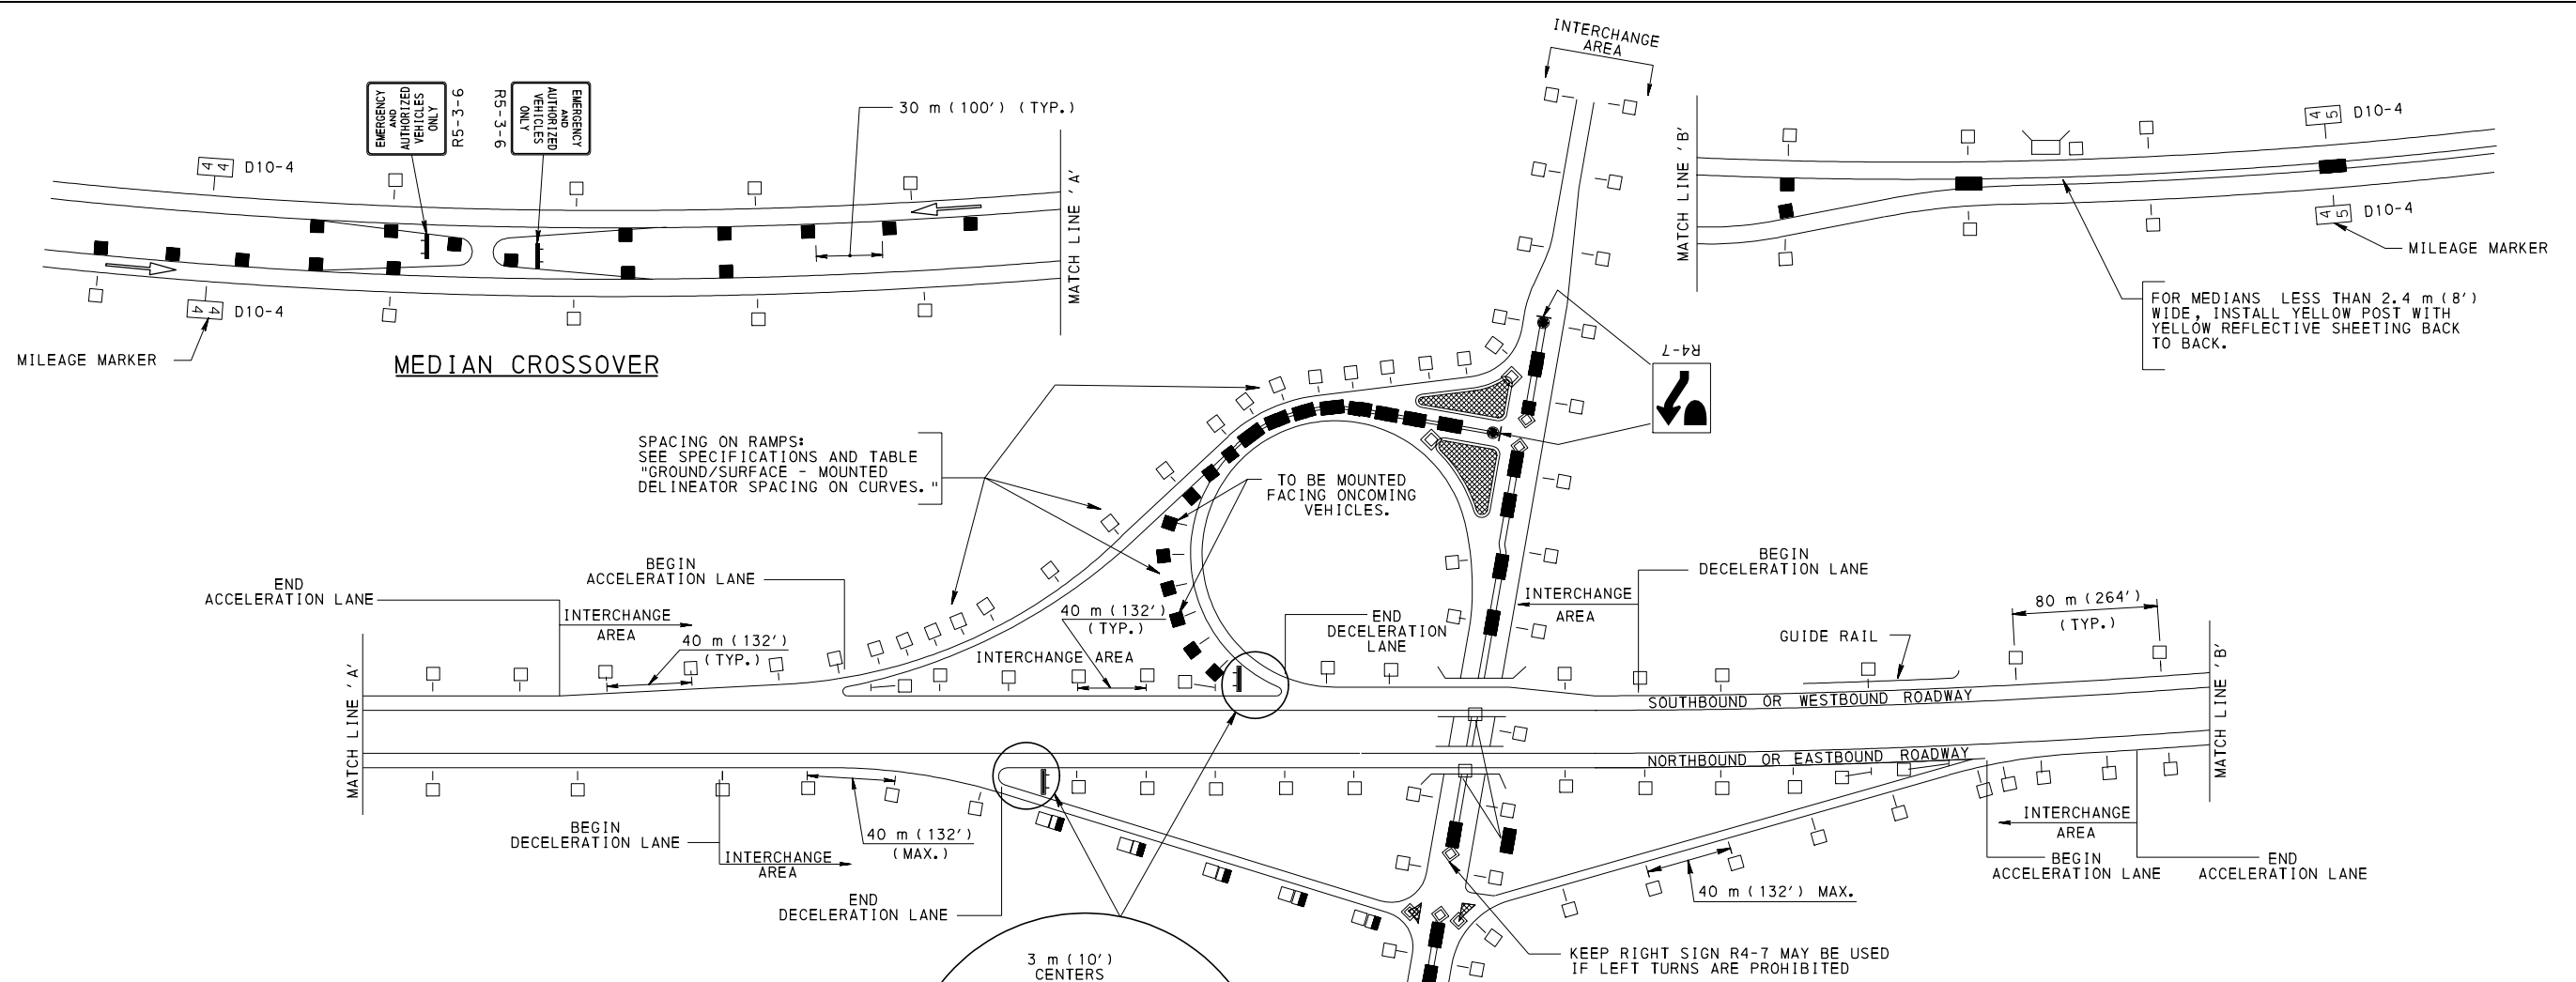 INTERCHANGE
AREA
EMERGENCY
AND
AUTHORIZED
VEHICLES
ONLY
R5-3-6
R5-3-6
EMERGENCY
AND
AUTHORIZED
VEHICLES
ONLY
30 m (100') (TYP.)
44 D10-4
44 D10-4
MILEAGE MARKER
MEDIAN CROSSOVER
MATCH LINE 'A'
MATCH LINE 'B'
45 D10-4
45 D10-4
MILEAGE MARKER
FOR MEDIANS LESS THAN 2.4 m (8')
WIDE, INSTALL YELLOW POST WITH
YELLOW REFLECTIVE SHEETING BACK
TO BACK.
R4-7
SPACING ON RAMPS:
SEE SPECIFICATIONS AND TABLE
"GROUND/SURFACE - MOUNTED
DELINEATOR SPACING ON CURVES."
TO BE MOUNTED
FACING ONCOMING
VEHICLES.
END
ACCELERATION LANE
BEGIN
ACCELERATION LANE
INTERCHANGE
AREA
40 m (132')
(TYP.)
40 m (132')
(TYP.)
INTERCHANGE AREA
END
DECELERATION
LANE
INTERCHANGE
AREA
BEGIN
DECELERATION LANE
GUIDE RAIL
80 m (264')
(TYP.)
MATCH LINE 'A'
SOUTHBOUND OR WESTBOUND ROADWAY
NORTHBOUND OR EASTBOUND ROADWAY
MATCH LINE 'B'
BEGIN
DECELERATION LANE
INTERCHANGE
AREA
40 m (132')
(MAX.)
END
DECELERATION LANE
40 m (132') MAX.
INTERCHANGE
AREA
BEGIN
ACCELERATION LANE
END
ACCELERATION LANE
KEEP RIGHT SIGN R4-7 MAY BE USED
IF LEFT TURNS ARE PROHIBITED
3 m (10')
CENTERS